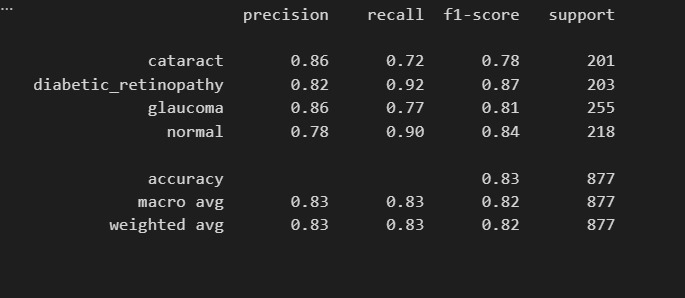 ...
precision recall f1-score support
cataract 0.86 0.72 0.78 201
diabetic_retinopathy 0.82 0.92 0.87 203
glaucoma 0.86 0.77 0.81 255
normal 0.78 0.90 0.84 218
accuracy 0.83 877
macro avg 0.83 0.83 0.82 877
weighted avg 0.83 0.83 0.82 877